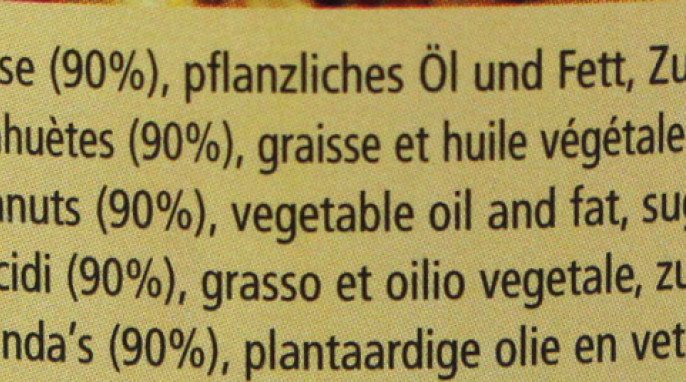 se (90%), pflanzliches Öl und Fett, Zu
huètes (90%), graisse et huile végétale
nuts (90%), vegetable oil and fat, su
cidi (90%), grasso et oilio vegetale, zu
nda's (90%), plantaardige olie en vet